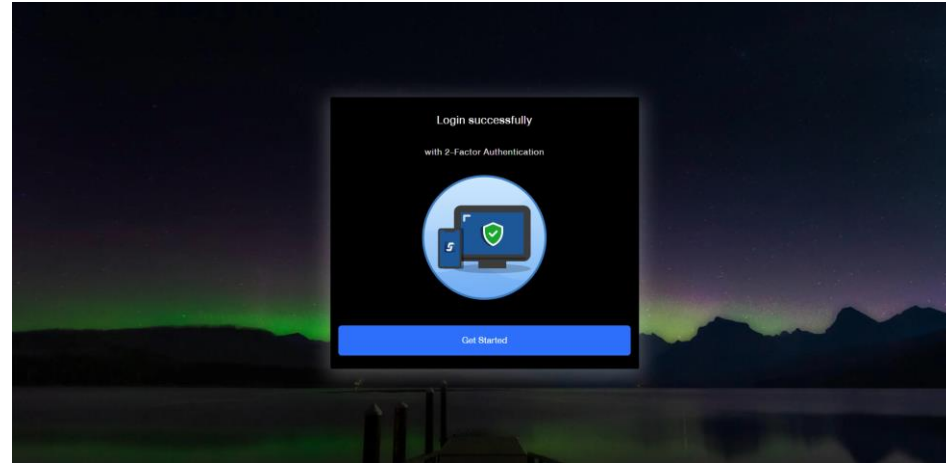 Login successfully
with 2-Factor Authentication
S
Get Started